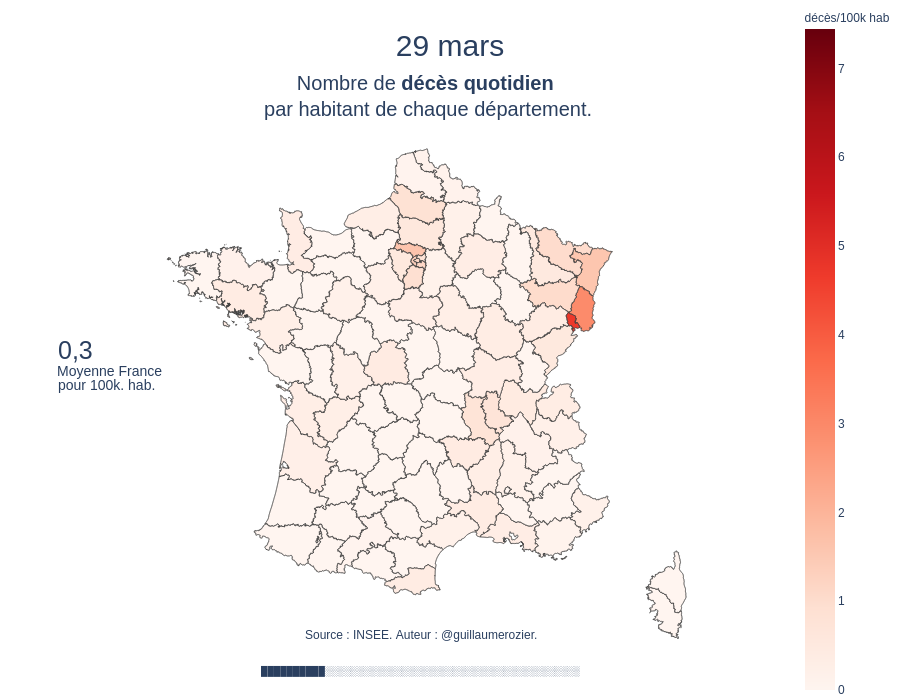 décès/100k hab
29 mars
Nombre de décès quotidien
par habitant de chaque département.
7
6
5
4
3
2
1
0
0,3
Moyenne France
pour 100k. hab.
Source : INSEE. Auteur : @guillaumerozier.